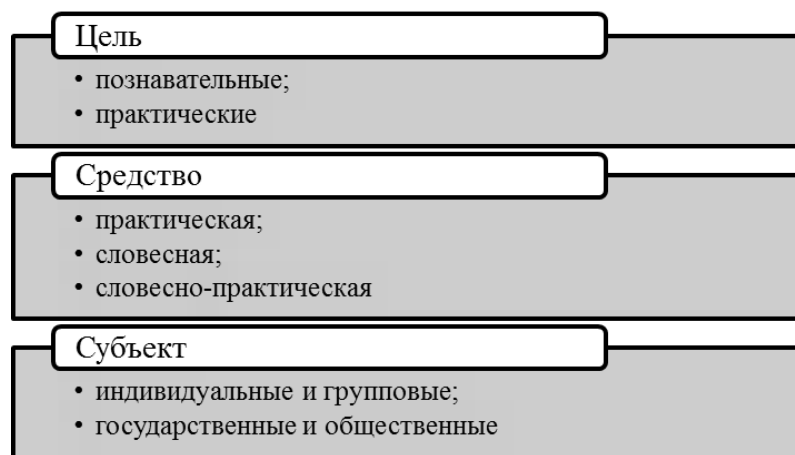 Цель
• познавательные;
• практические
Средство
• практическая;
• словесная;
• словесно-практическая
Субъект
• индивидуальные и групповые;
• государственные и общественные